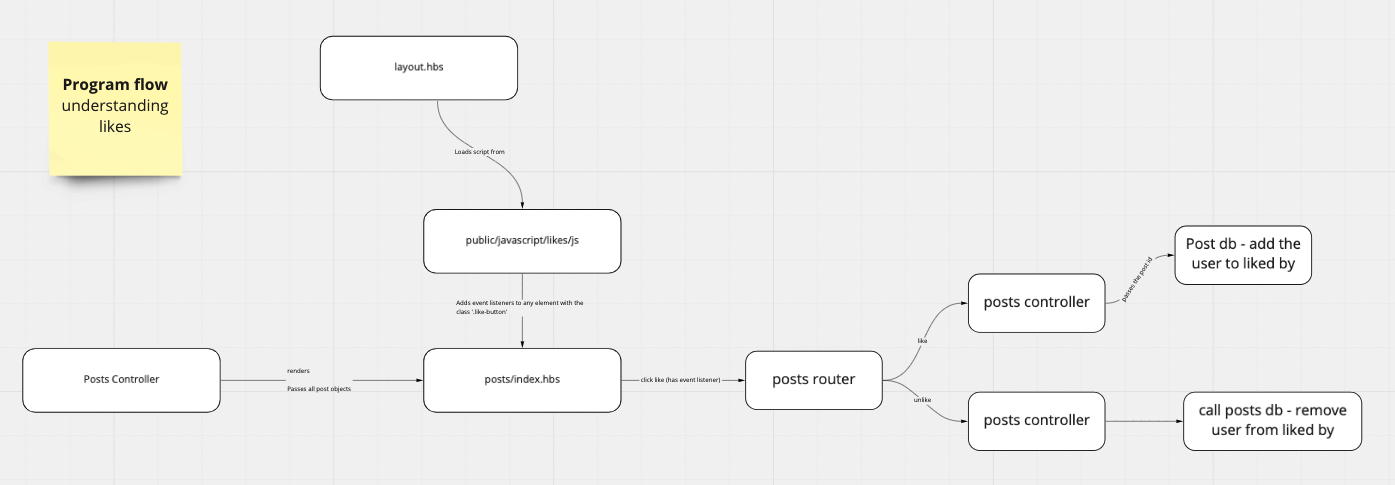 Program flow
understanding
likes
layout.hbs
Loads script from
public/javascript/likes/js
Adds event listeners to any element with the
class '.like-button'
Posts Controller
renders
Passes all post objects
posts/index.hbs
click like (has event listener)
posts router
like
unlike
posts controller
passes the post id
Post db - add the
user to liked by
posts controller
call posts db - remove
user from liked by